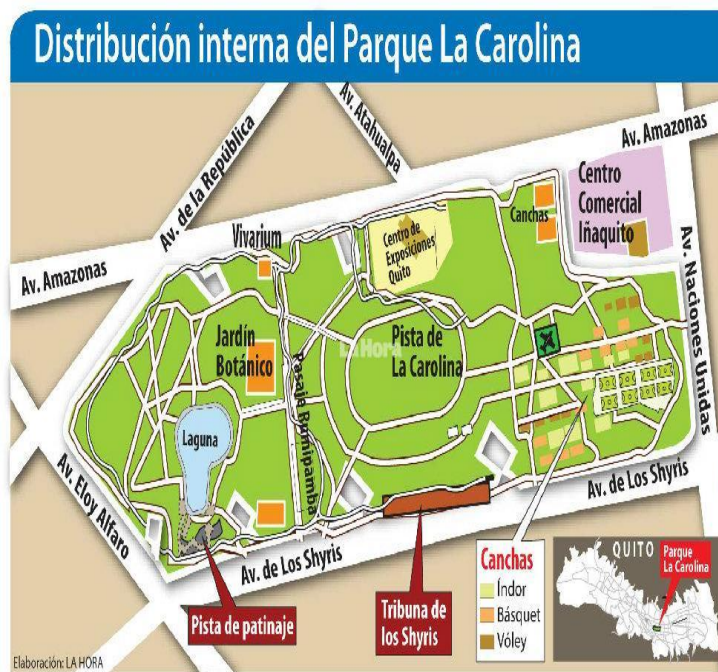 Distribución interna del Parque La Carolina
Av. Amazonas
Av. Atahualpa
Av. de la República
Centro
Comercial
Iñaquito
Canchas
Vivarium
Centro de
Exposiciones
Quito
Av. Amazonas
Av. Naciones Unidas
Jardín
Botánico
Pista de
La Carolina
LaHora
Pasaje Rumipamba
Laguna
Av. Eloy Alfaro
Av. de Los Shyris
Av. de Los Shyris
Pista de patinaje
Tribuna de
los Shyris
Canchas
Índor
Básquet
Vóley
QUITO
Parque
La Carolina
Elaboración: LA HORA